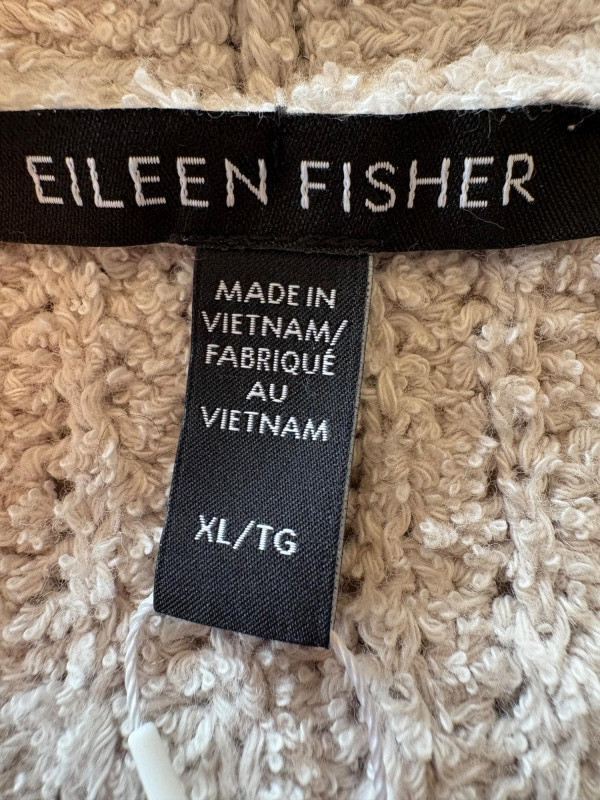 EILEEN FISHER
MADE IN
VIETNAM/
FABRIQUÉ
AU
VIETNAM
XL/TG